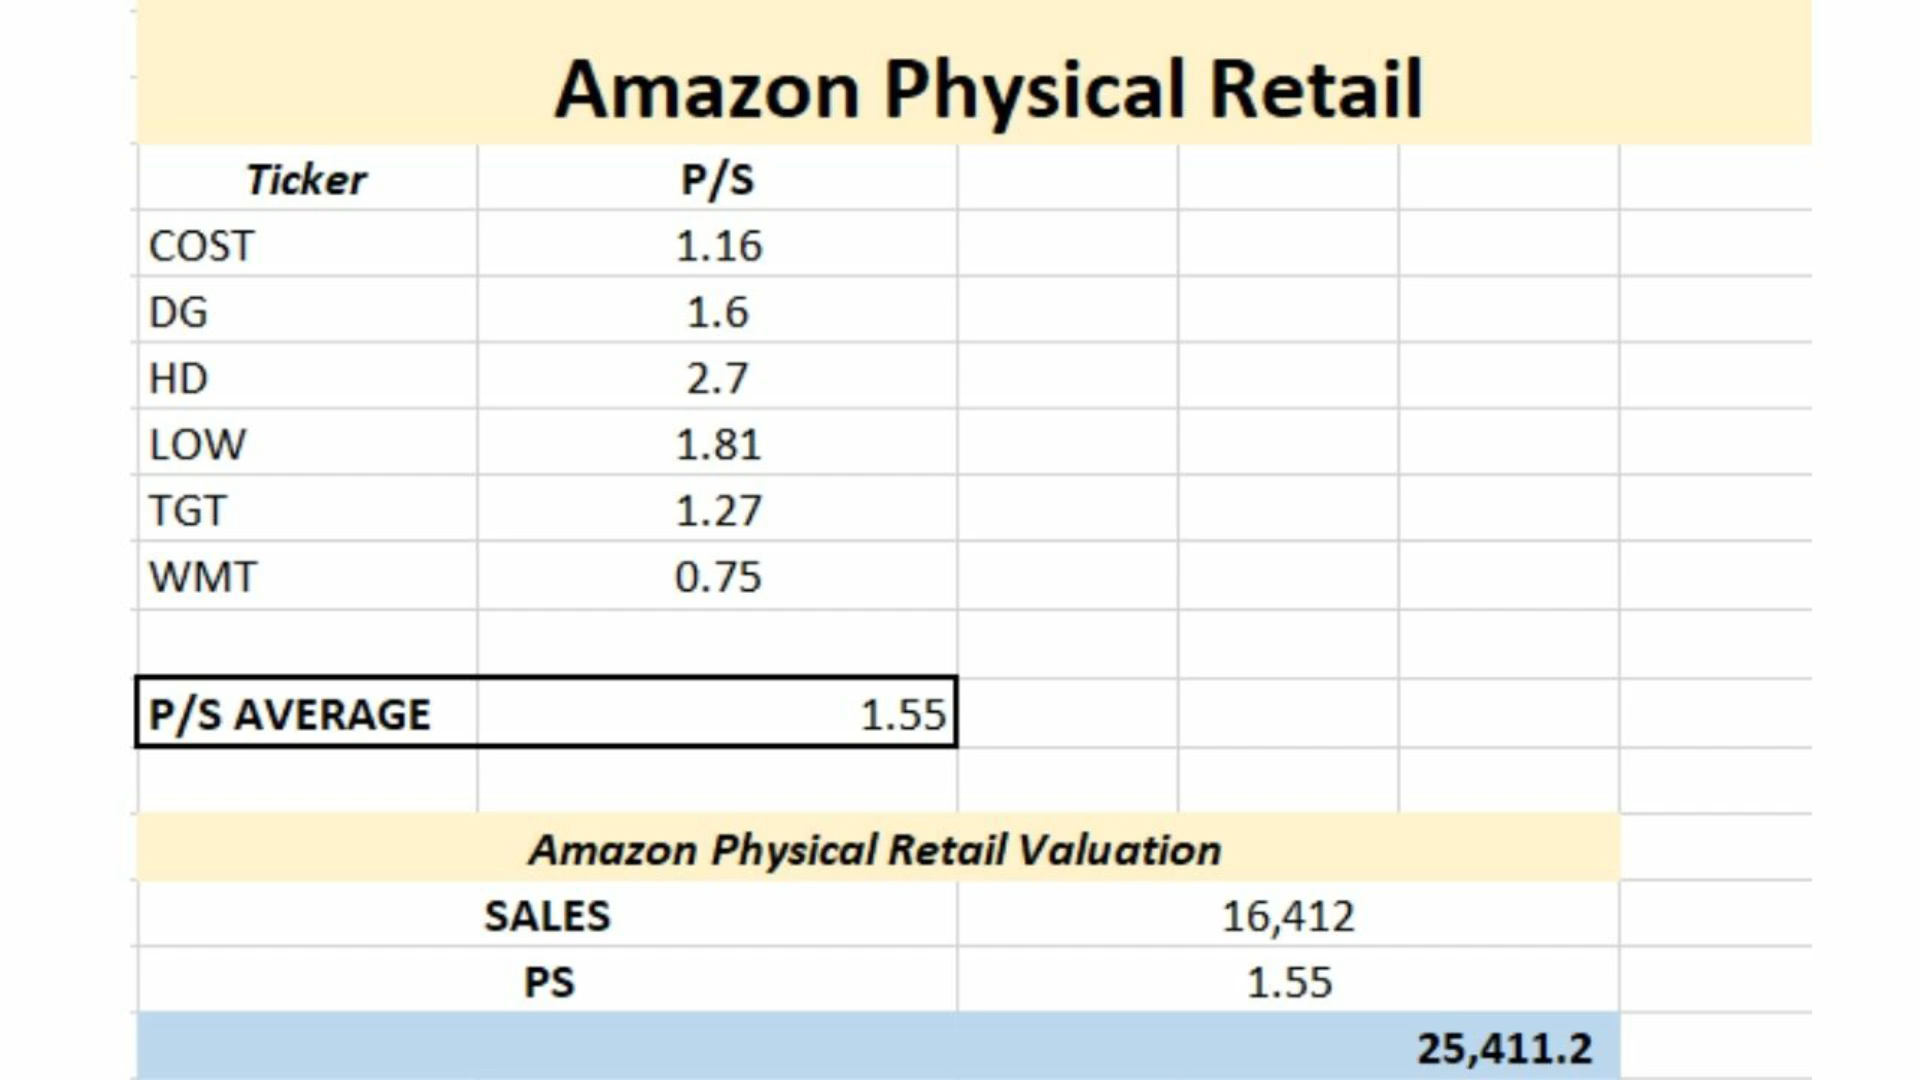 Amazon Physical Retail
Ticker P/S
COST 1.16
DG 1.6
HD 2.7
LOW 1.81
TGT 1.27
WMT 0.75
P/S AVERAGE 1.55
Amazon Physical Retail Valuation
SALES 16,412
PS 1.55
25,411.2